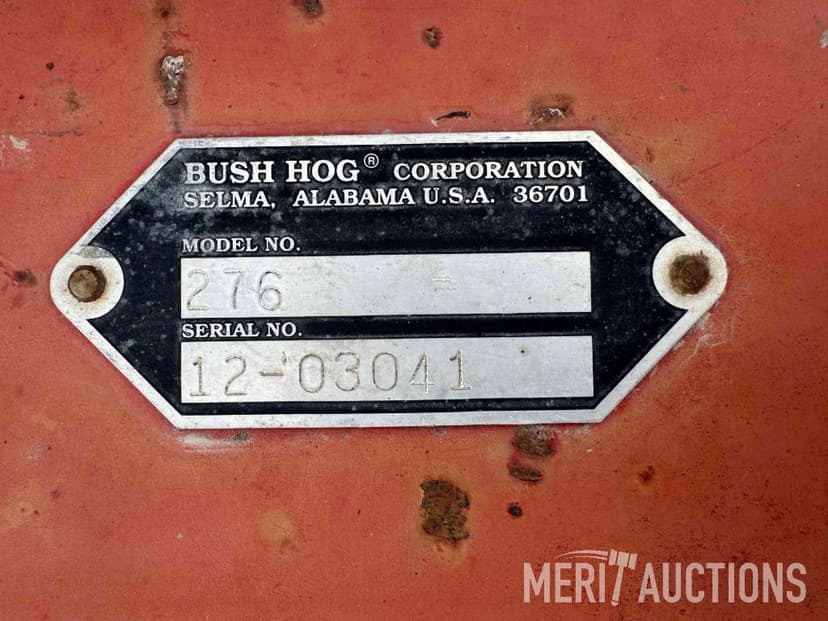 BUSH HOG® CORPORATION
SELMA, ALABAMA U.S.A. 36701
MODEL NO.
276
SERIAL NO.
12-03041
MERIT AUCTIONS